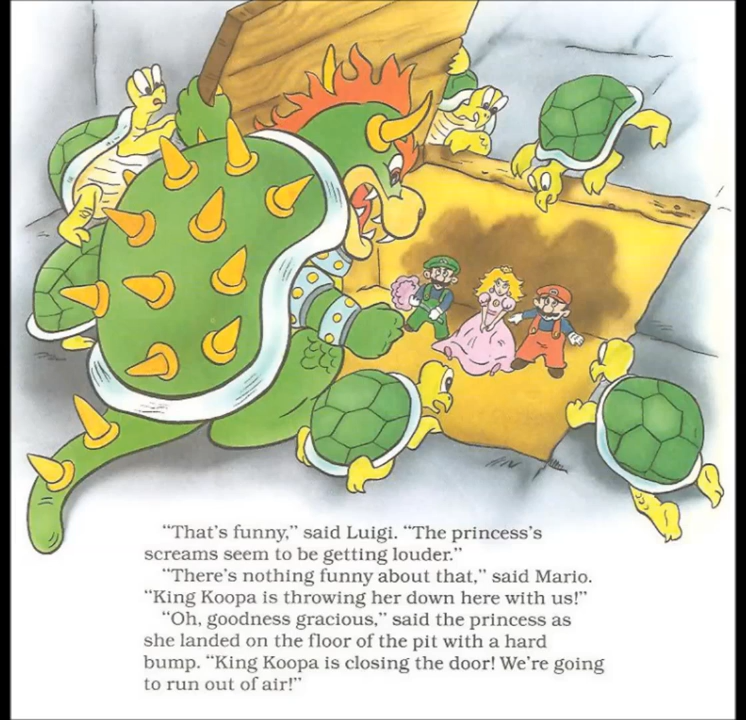 “That’s funny,” said Luigi. “The princess’s
screams seem to be getting louder.”
“There’s nothing funny about that,” said Mario.
“King Koopa is throwing her down here with us!”
“Oh, goodness gracious,” said the princess as
she landed on the floor of the pit with a hard
bump. “King Koopa is closing the door! We’re going
to run out of air!”